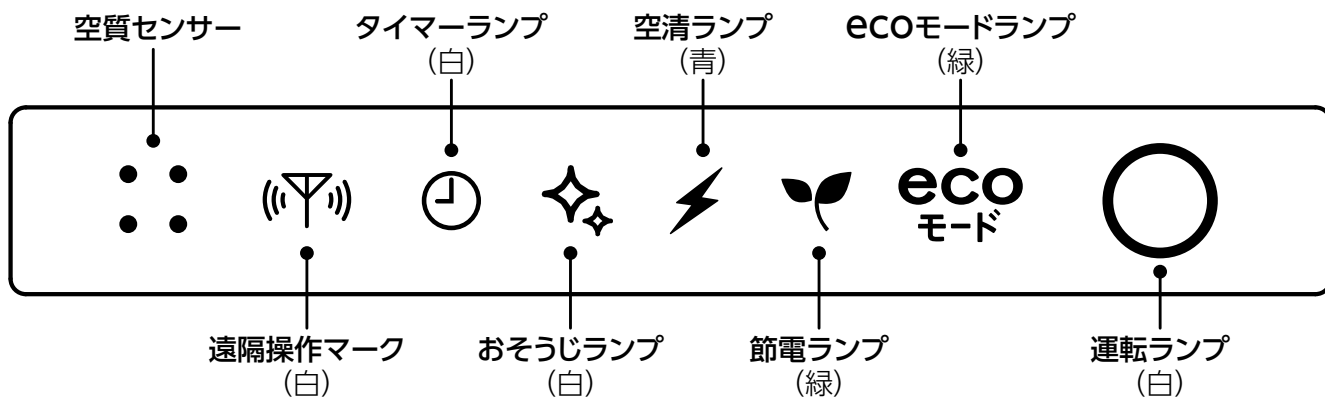 空質センサー
タイマーランプ
(白)
空清ランプ
(青)
ecoモードランプ
(緑)
eco
モード
遠隔操作マーク
(白)
おそうじランプ
(白)
節電ランプ
(緑)
運転ランプ
(白)